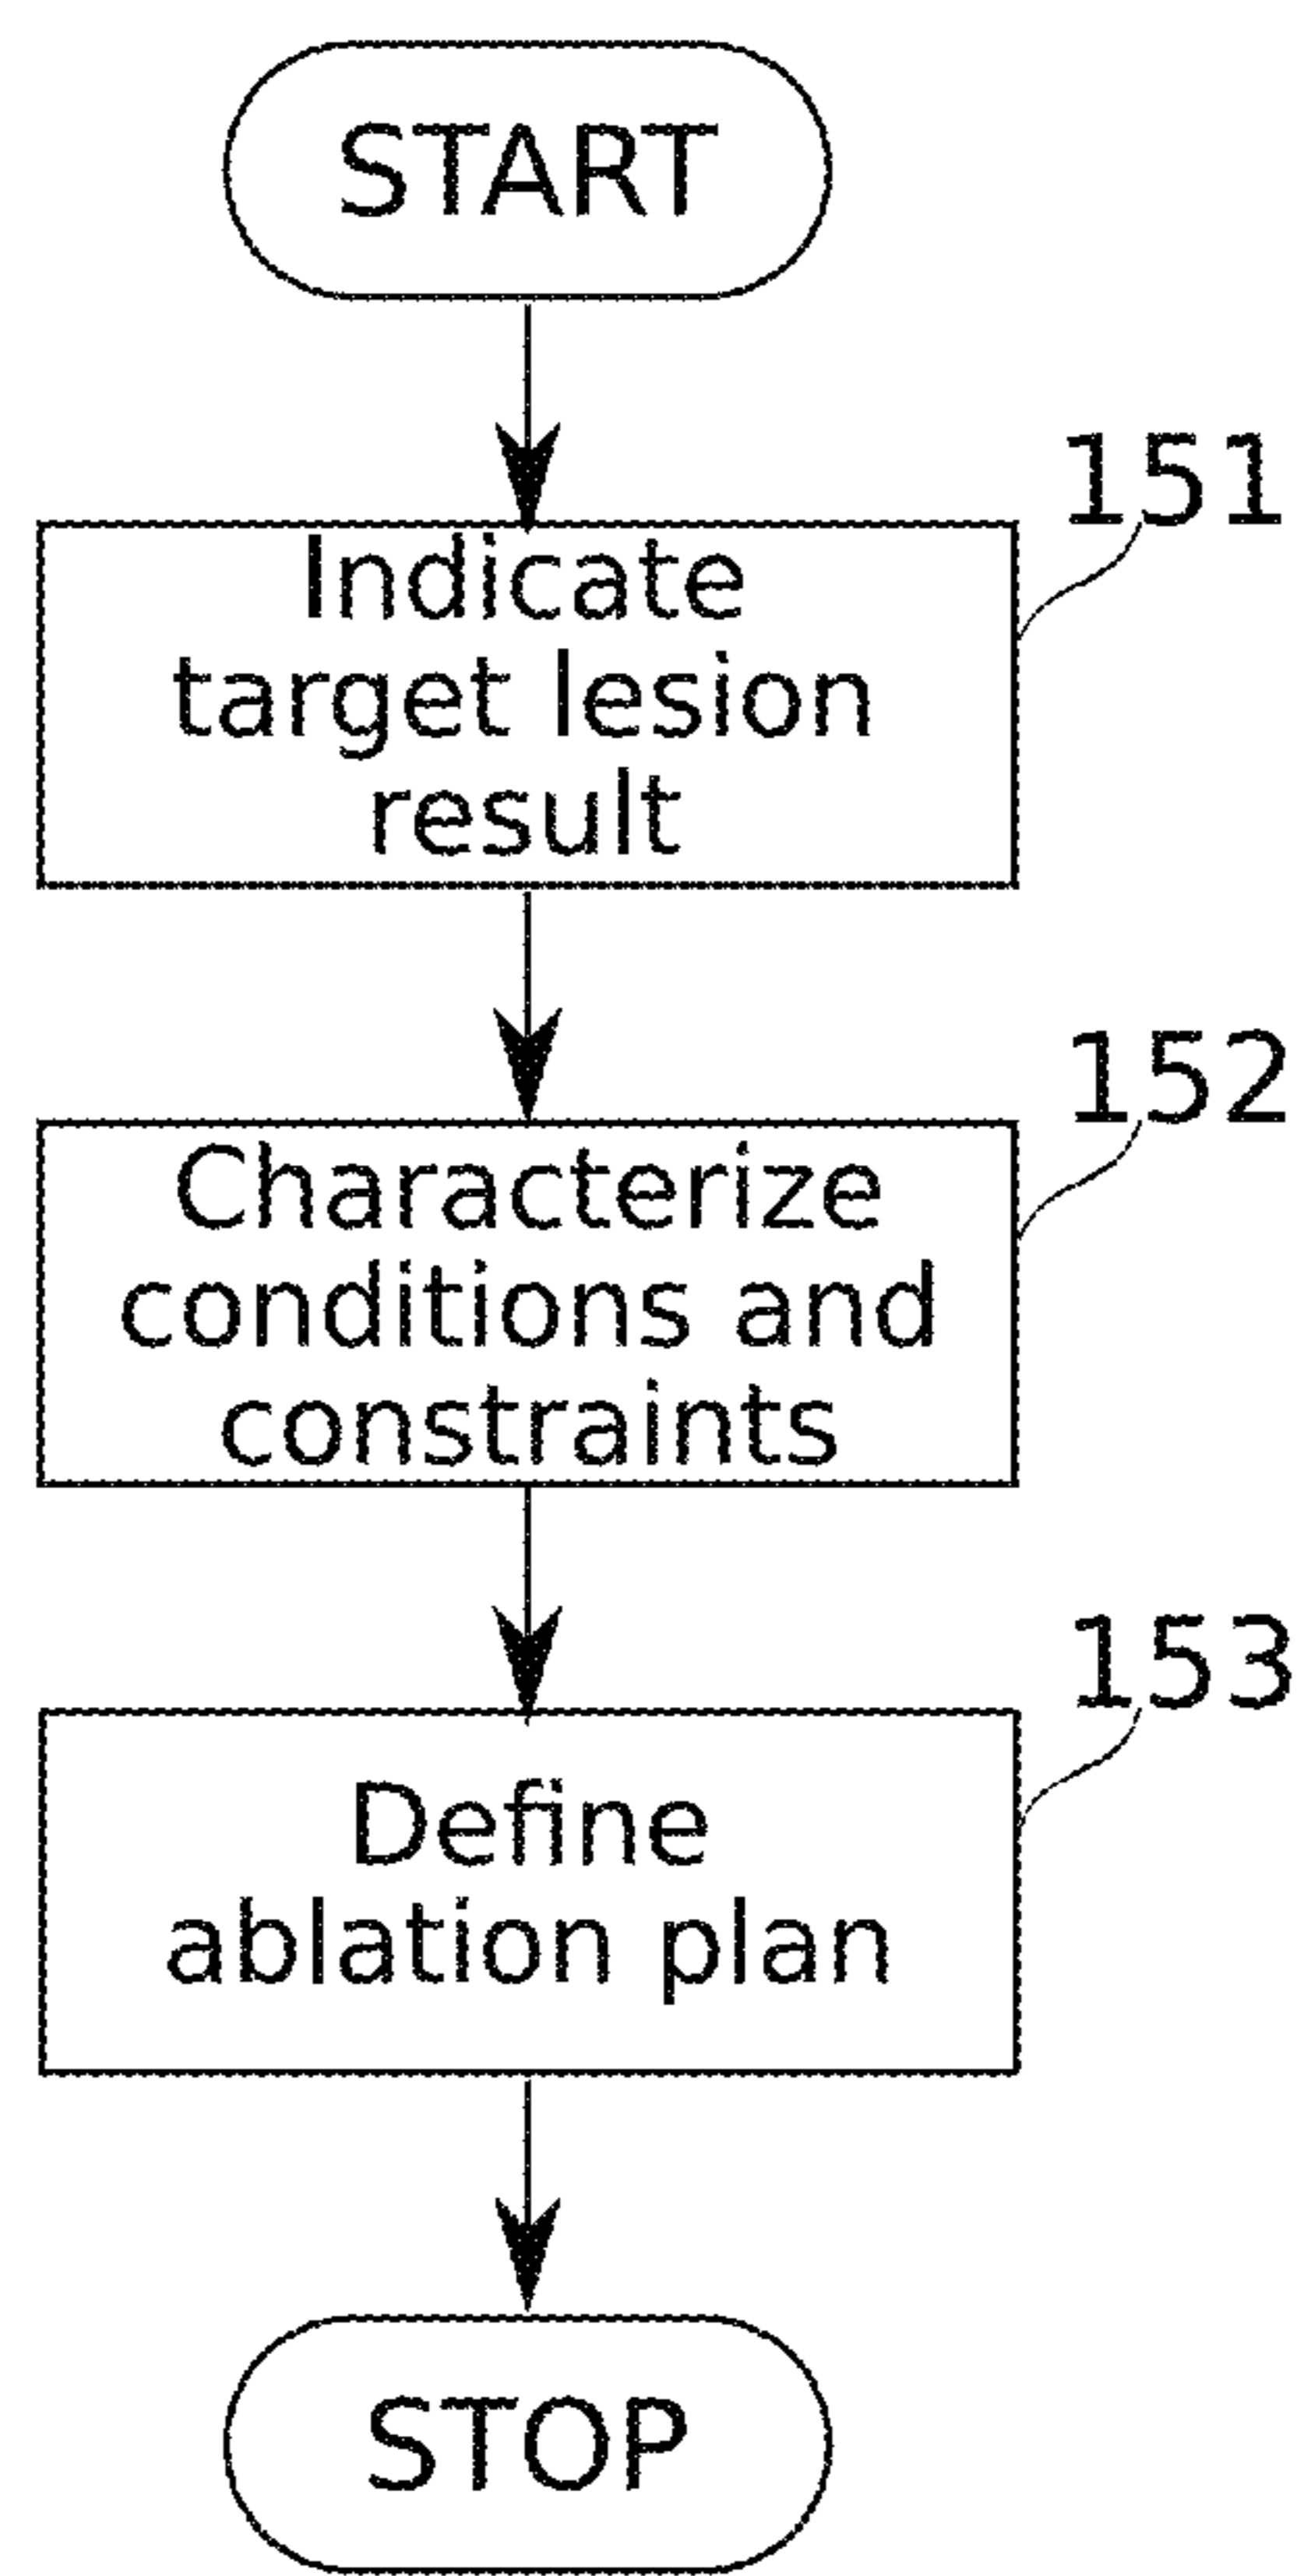 START
151
Indicate
target lesion
result
152
Characterize
conditions and
constraints
153
Define
ablation plan
STOP